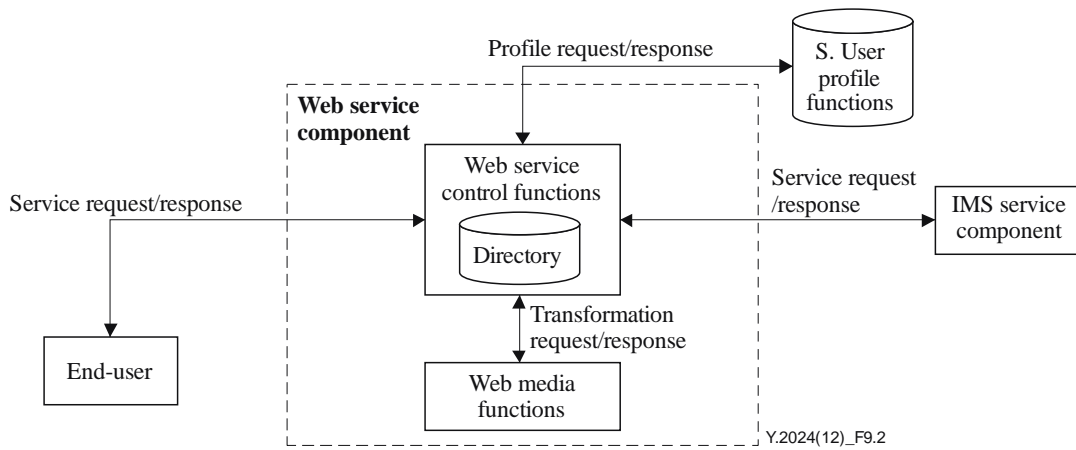 Profile request/response
S. User
profile
functions
Web service
component
Web service
control functions
Directory
Service request/response
Service request
/response
IMS service
component
Transformation
request/response
End-user
Web media
functions
Y.2024(12)_F9.2